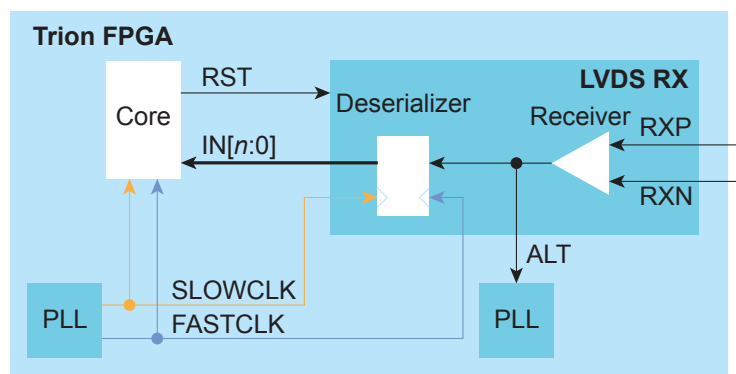 Trion FPGA
RST
LVDS RX
Core
Deserializer
Receiver
RXP
IN[n:0]
RXN
ALT
SLOWCLK
PLL
FASTCLK
PLL